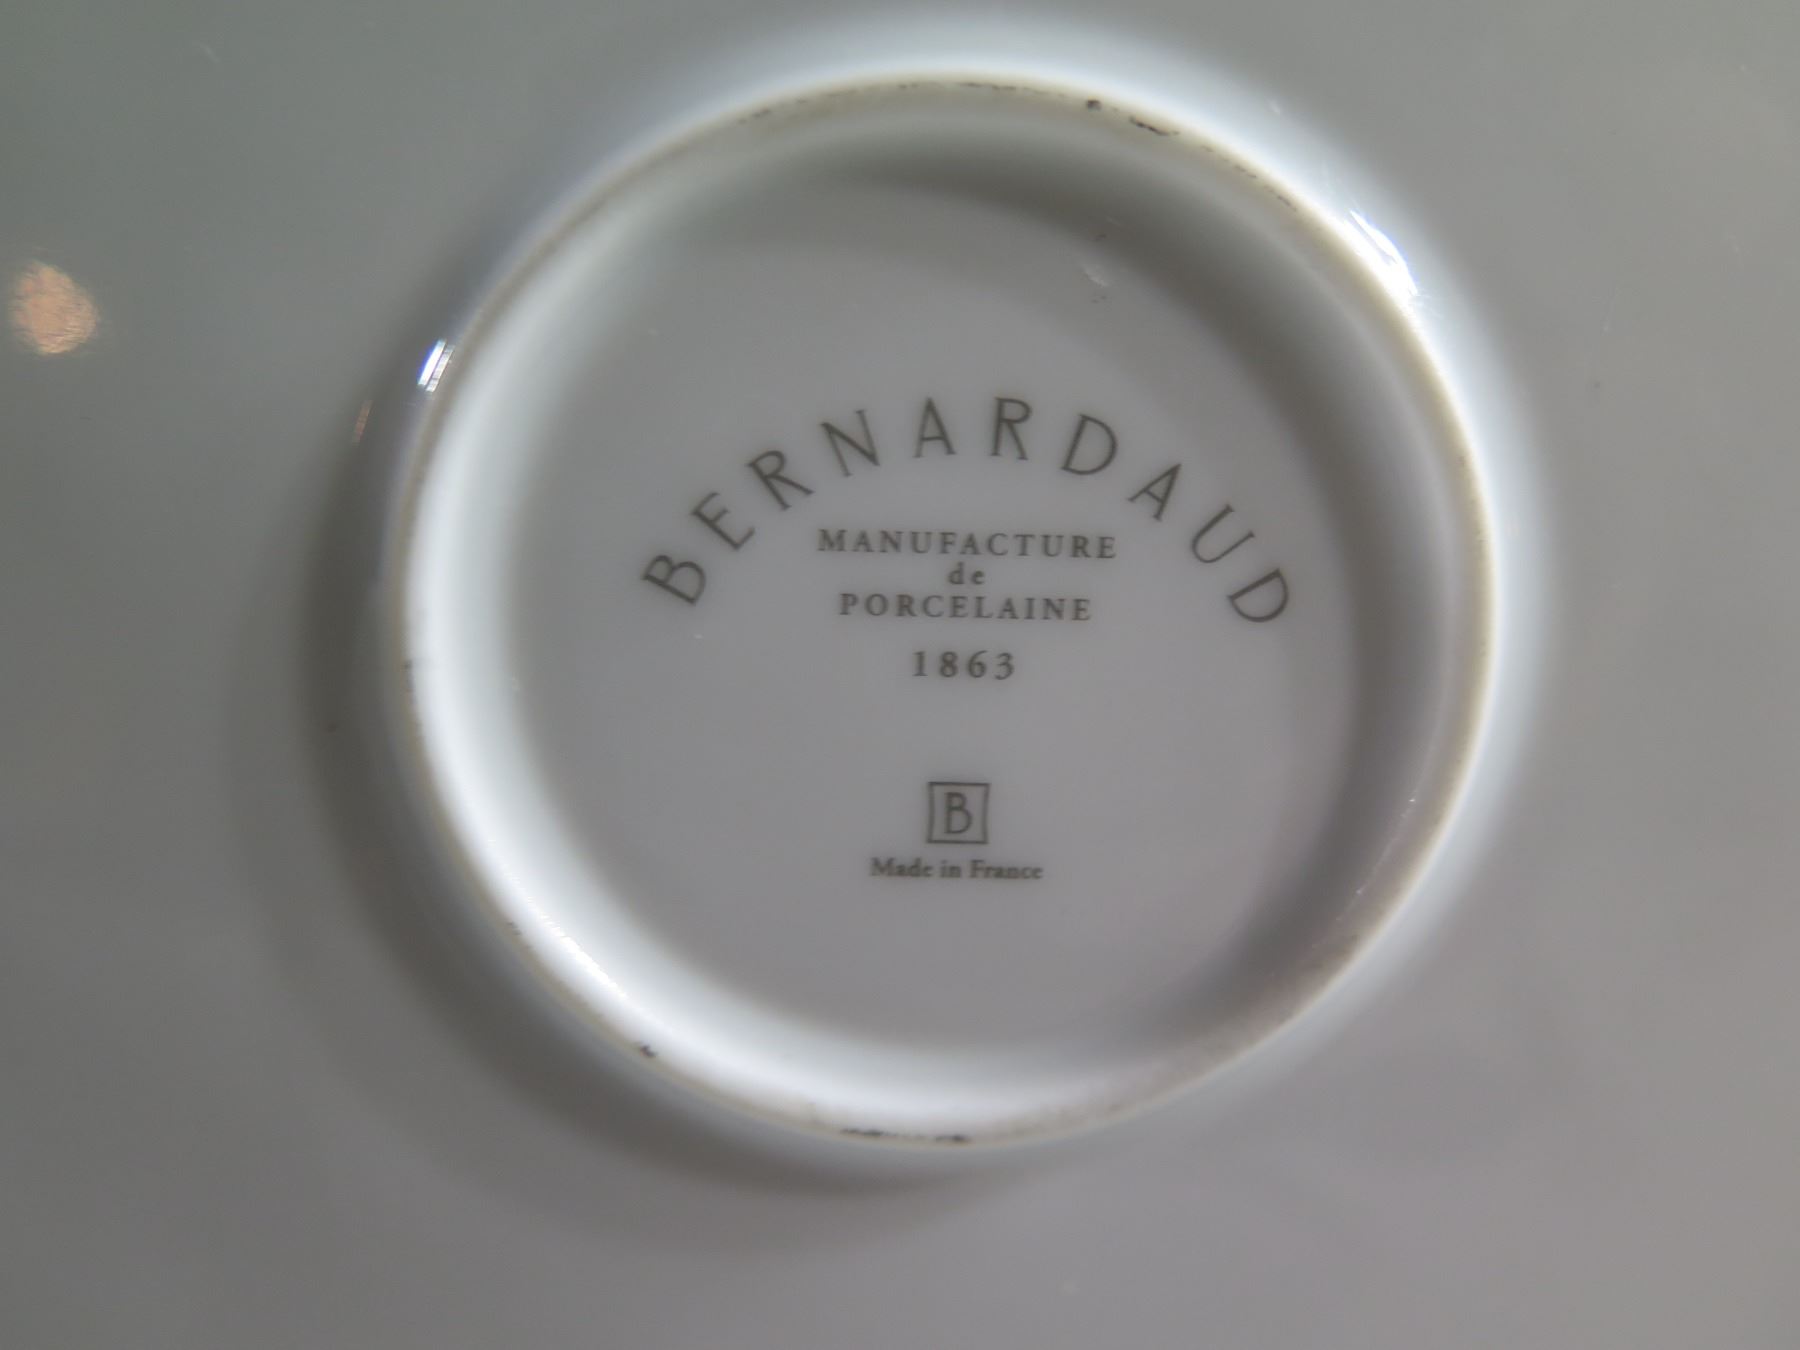 BERNARDAUD
MANUFACTURE
de
PORCELAINE
1863
B
Made in France